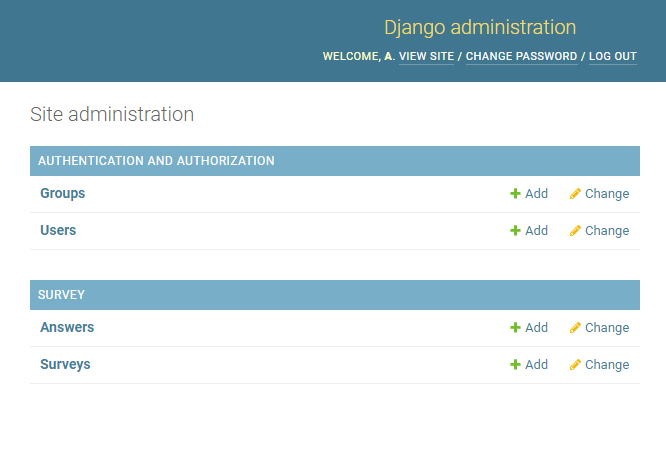 Django administration
WELCOME, A. VIEW SITE / CHANGE PASSWORD / LOG OUT
Site administration
AUTHENTICATION AND AUTHORIZATION
Groups Add Change
Users Add Change
SURVEY
Answers Add Change
Surveys Add Change